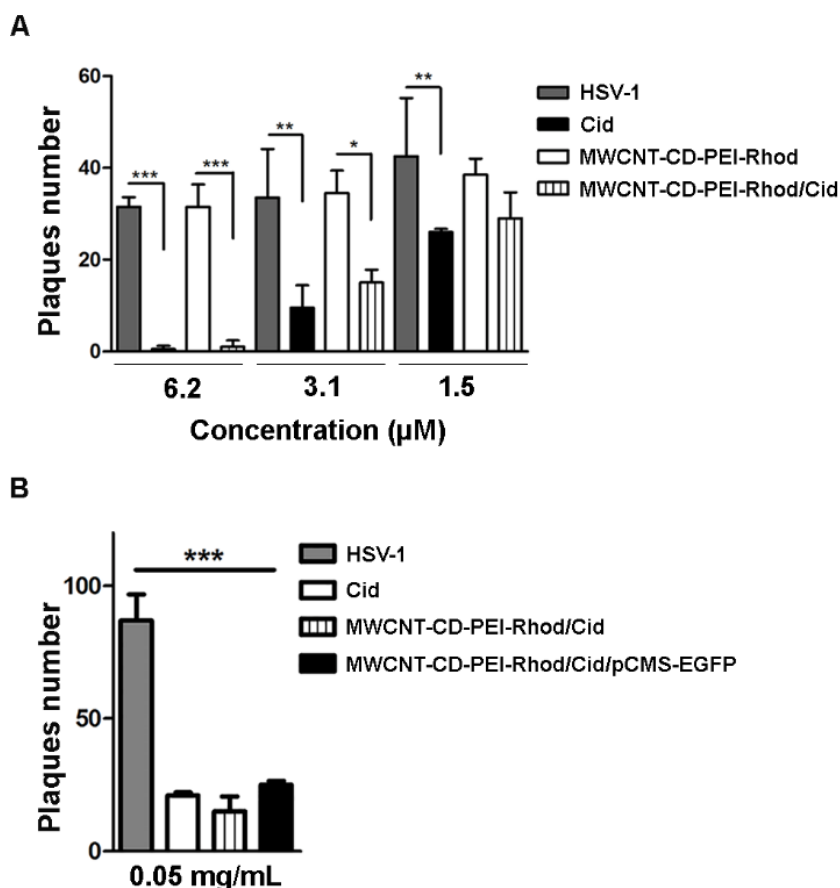 A
60
40
20
0
Plaques number
***
***
**
*
**
HSV-1
Cid
MWCNT-CD-PEI-Rhod
MWCNT-CD-PEI-Rhod/Cid
6.2 3.1 1.5
Concentration (µM)
B
100
50
0
Plaques number
***
HSV-1
Cid
MWCNT-CD-PEI-Rhod/Cid
MWCNT-CD-PEI-Rhod/Cid/pCMS-EGFP
0.05 mg/mL